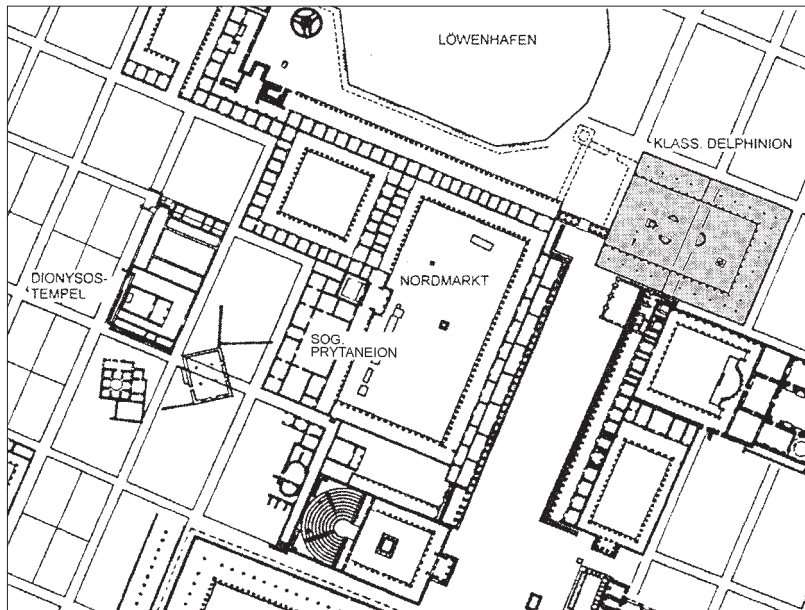 LÖWENHAFEN
KLASS. DELPHINION
DIONYSOS-
TEMPEL
NORDMARKT
SOG.
PRYTANEION